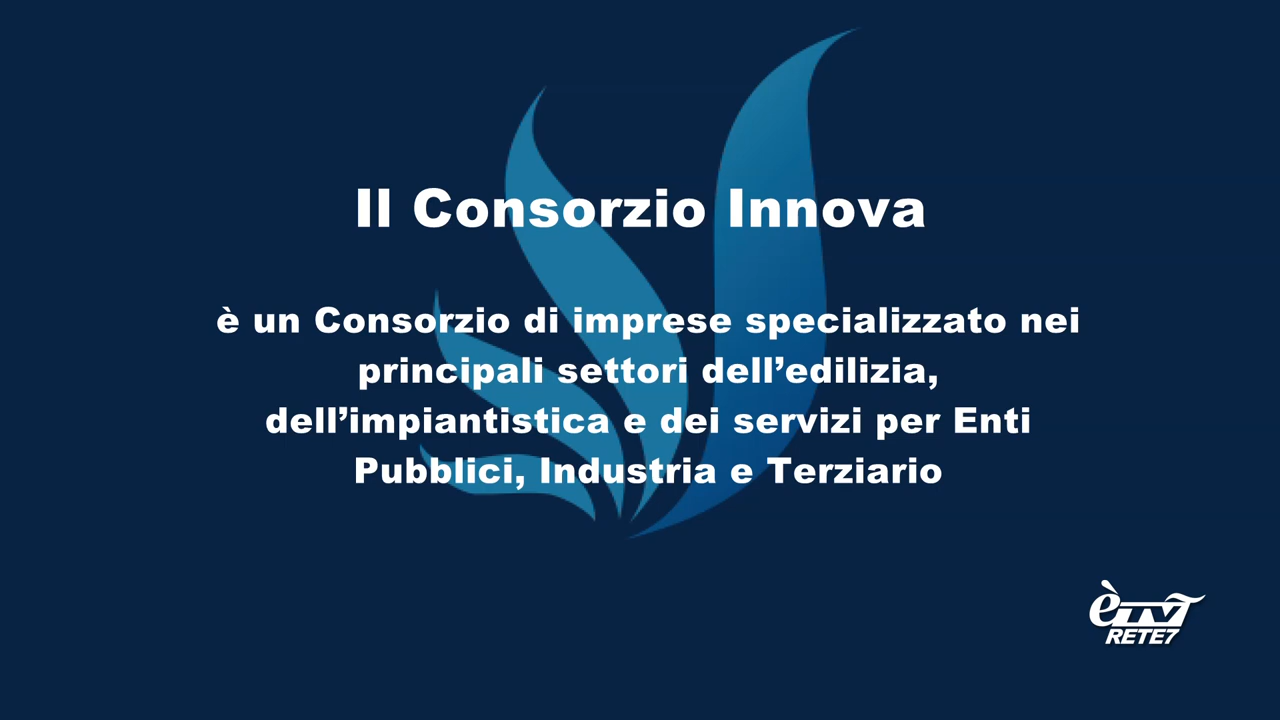 Il Consorzio Innova
è un Consorzio di imprese specializzato nei
principali settori dell’edilizia,
dell’impiantistica e dei servizi per Enti
Pubblici, Industria e Terziario
èTV
RETE7